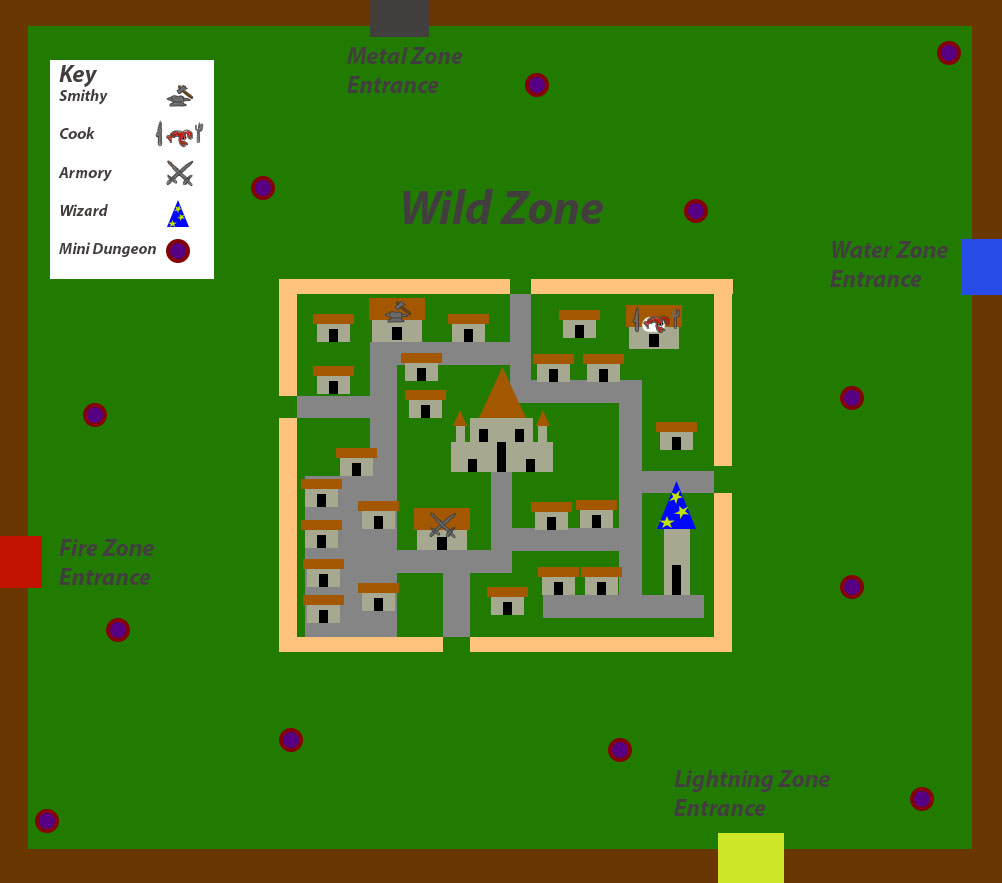 Metal Zone
Entrance
Key
Smithy
Cook
Armory
Wizard
Mini Dungeon
Wild Zone
Water Zone
Entrance
Fire Zone
Entrance
Lightning Zone
Entrance